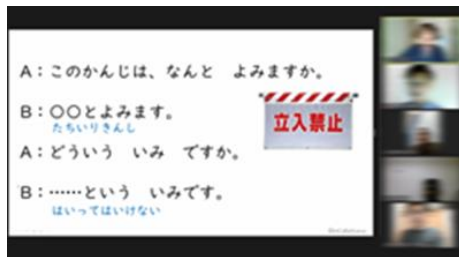 A：このかんじは、なんと　よみますか。
B：〇〇とよみます。
たちいりきんし
立入禁止
A：どういう　いみ　ですか。
B：……という　いみです。
はいってはいけない